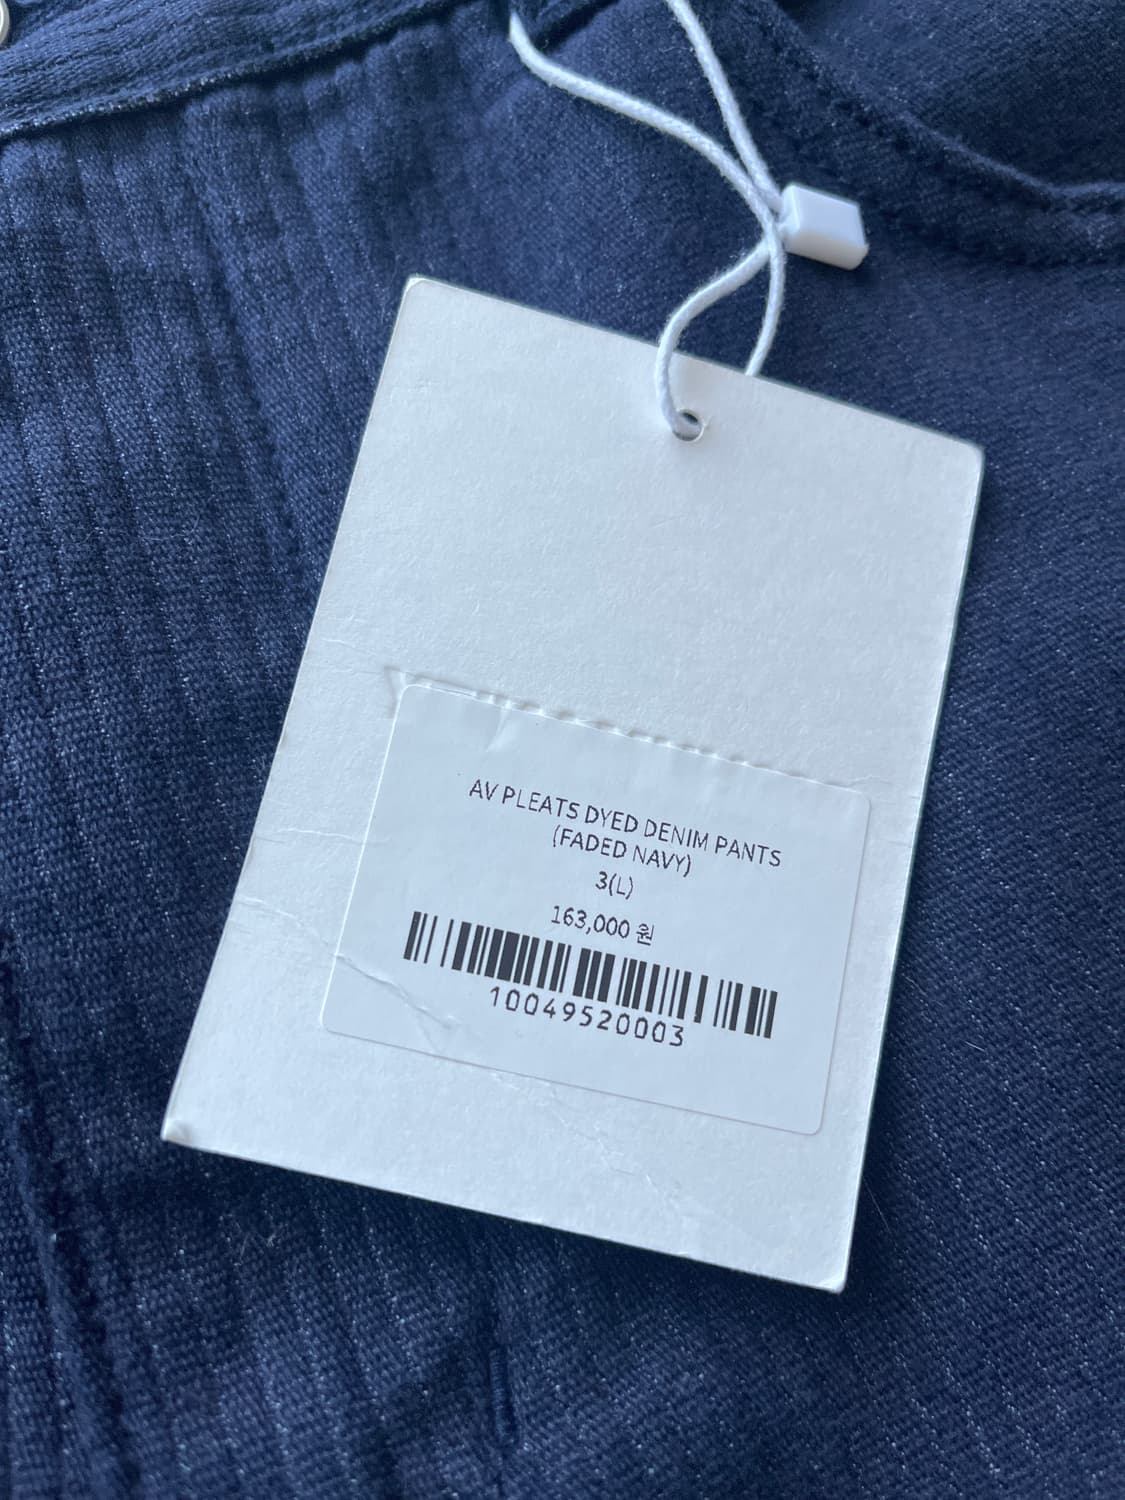 AV PLEATS DYED DENIM PANTS
(FADED NAVY)
3(L)
163,000 원
10049520003